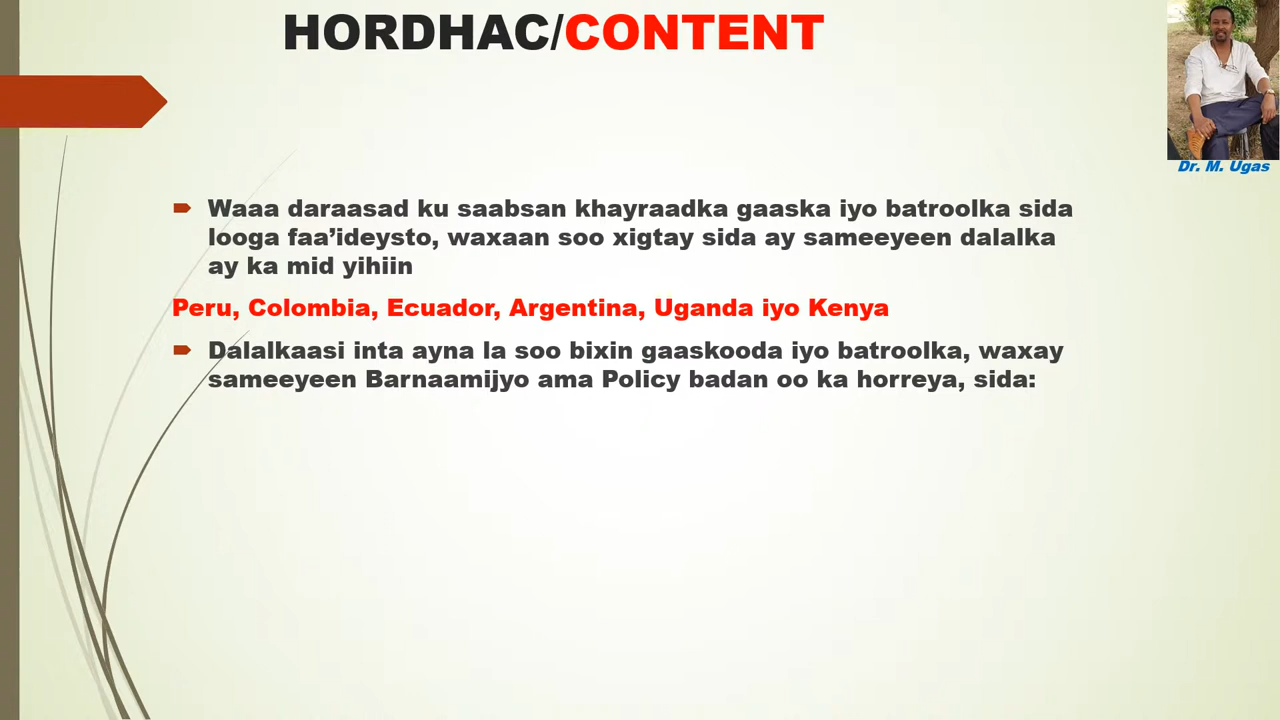 HORDHAC/CONTENT
Dr. M. Ugas
Waaa daraasad ku saabsan khayraadka gaaska iyo batroolka sida
looga faa’ideysto, waxaan soo xigtay sida ay sameeyeen dalalka
ay ka mid yihiin
Peru, Colombia, Ecuador, Argentina, Uganda iyo Kenya
Dalalkaasi inta ayna la soo bixin gaaskooda iyo batroolka, waxay
sameeyeen Barnaamijyo ama Policy badan oo ka horreya, sida: